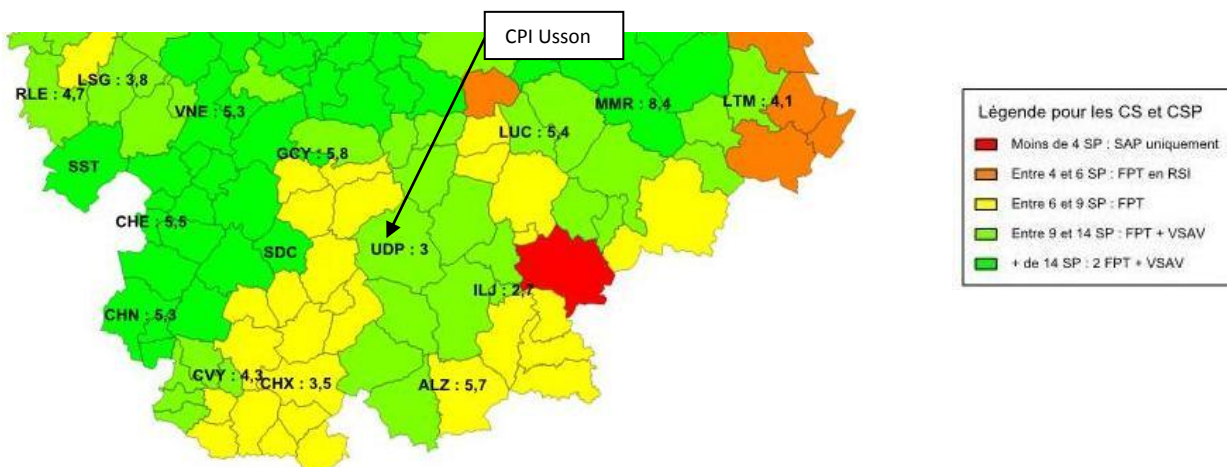 CPI Usson
LSG : 3,8
RLE : 4,7
VNE : 5,3
MMR : 8,4
LTM : 4,1
LUC : 5,4
GCY : 5,8
SST
CHE : 5,5
SDC
UDP : 3
ILJ : 2,7
CHN : 5,3
CVY : 4,3
CHX : 3,5
ALZ : 5,7
Légende pour les CS et CSP
Moins de 4 SP : SAP uniquement
Entre 4 et 6 SP : FPT en RSI
Entre 6 et 9 SP : FPT
Entre 9 et 14 SP : FPT + VSAV
+ de 14 SP : 2 FPT + VSAV